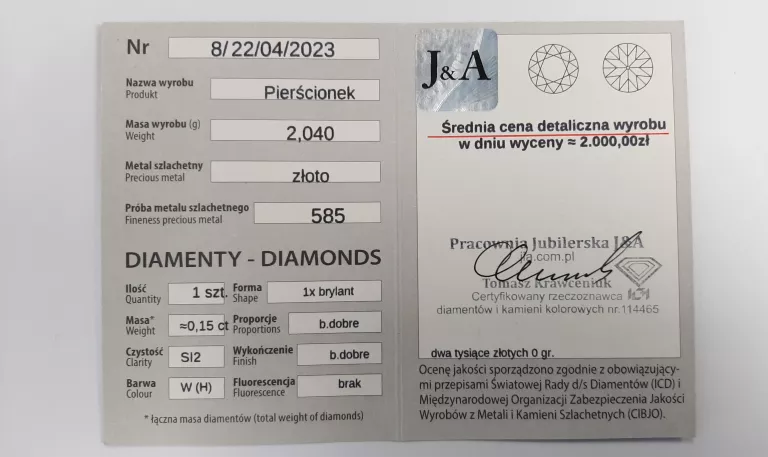 Nr 8/22/04/2023
Nazwa wyrobu
Produkt Pierścionek
Masa wyrobu (g)
Weight 2,040
Metal szlachetny
Precious metal złoto
Próba metalu szlachetnego
Fineness precious metal 585
DIAMENTY - DIAMONDS
Ilość
Quantity 1 szt.
Forma
Shape 1x brylant
Masa*
Weight ≈0,15 ct
Proporcje
Proportions b.dobre
Czystość
Clarity SI2
Wykończenie
Finish b.dobre
Barwa
Colour W (H)
Fluorescencja
Fluorescence brak
* łączna masa diamentów (total weight of diamonds)
J&A
Średnia cena detaliczna wyrobu
w dniu wyceny ≈ 2.000,00zł
Pracownia Jubilerska J&A
jla.com.pl
Tomasz Krawceniuk
Certyfikowany rzeczoznawca
diamentów i kamieni kolorowych nr.114465
dwa tysiące złotych 0 gr.
Ocenę jakości sporządzono zgodnie z obowiązujący-
mi przepisami Światowej Rady d/s Diamentów (ICD) i
Międzynarodowej Organizacji Zabezpieczenia Jakości
Wyrobów z Metali i Kamieni Szlachetnych (CIBJO).